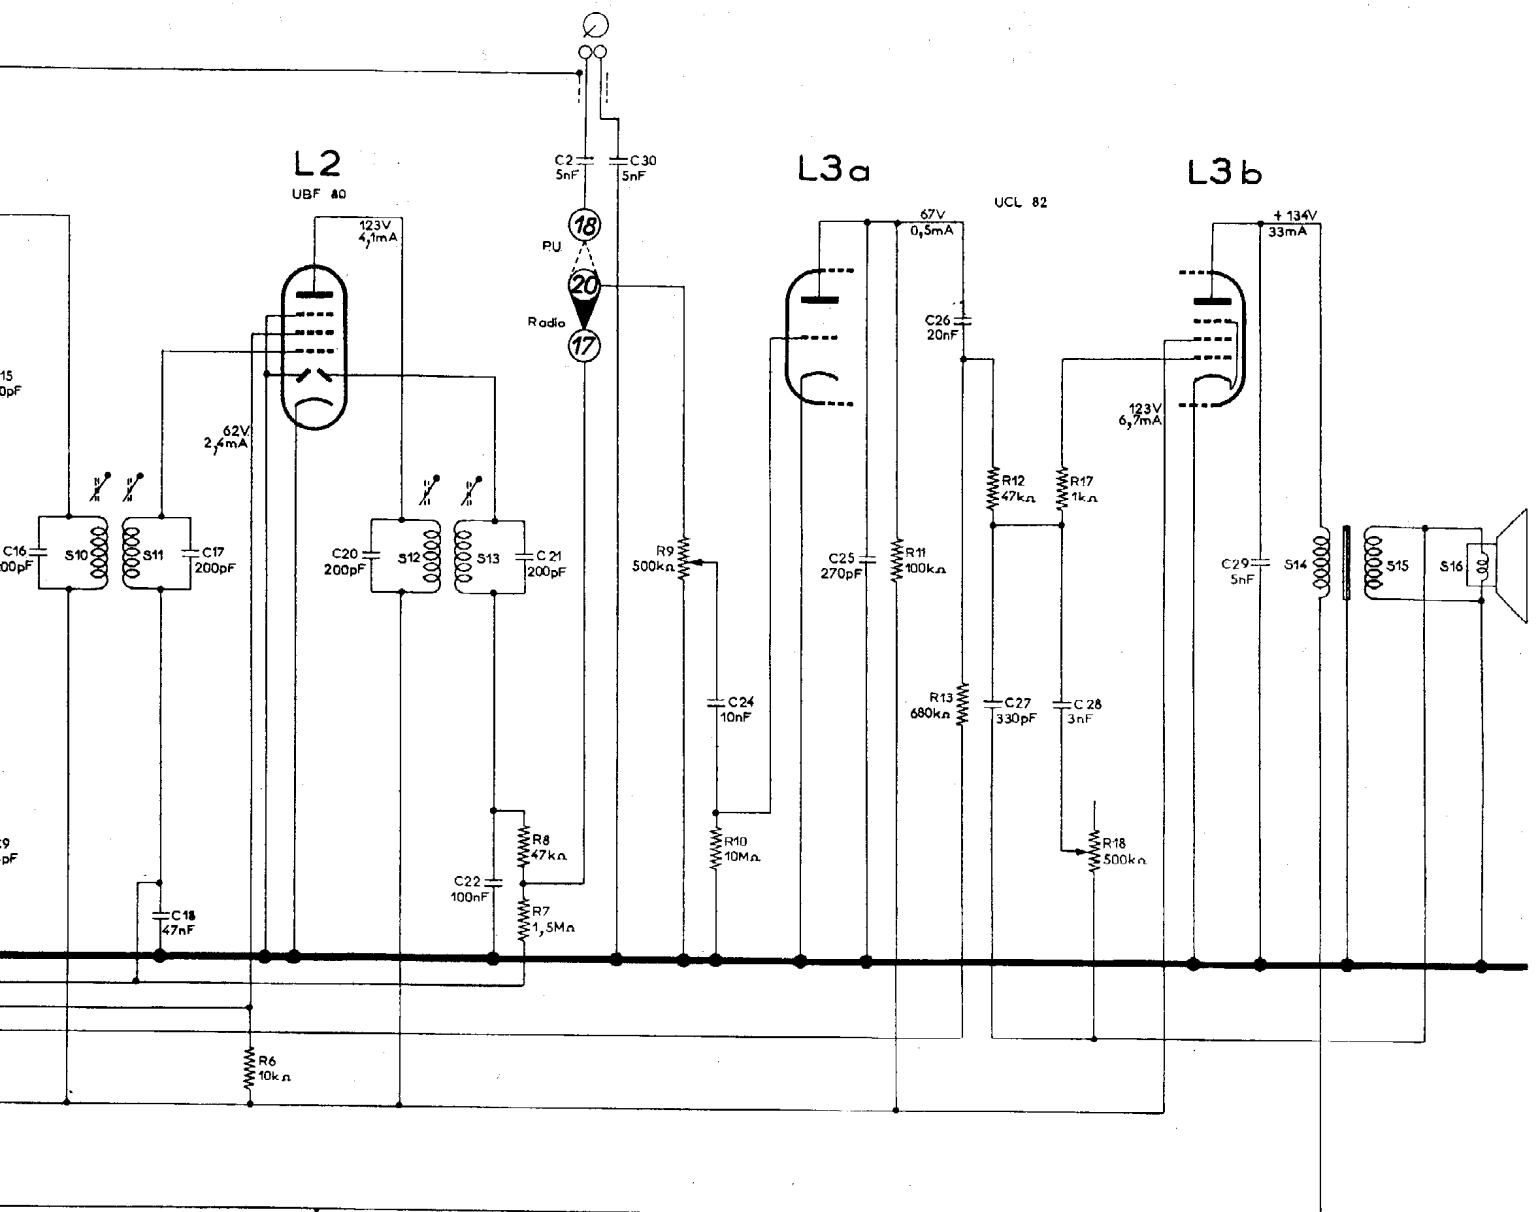 L2
UBF 80
123V
4,1mA
62V
2,4mA
15
0pF
C16
200pF
S10
S11
C17
200pF
C20
200pF
S12
S13
C21
200pF
C2
5nF
C30
5nF
18
P.U.
20
Radio
17
L3a
67V
0,5mA
UCL 82
L3b
+ 134V
33mA
C26
20nF
123V
6,7mA
R12
47kΩ
R17
1kΩ
R9
500kΩ
C25
270pF
R11
100kΩ
C29
5nF
S14
S15
S16
C24
10nF
R13
680kΩ
C27
330pF
C28
3nF
R10
10MΩ
R18
500kΩ
R8
47kΩ
C22
100nF
R7
1,5MΩ
C9
pF
C18
47nF
R6
10kΩ